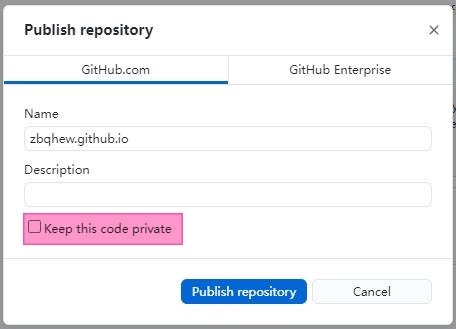 Publish repository
GitHub.com
GitHub Enterprise
Name
zbqhew.github.io
Description
Keep this code private
Publish repository
Cancel